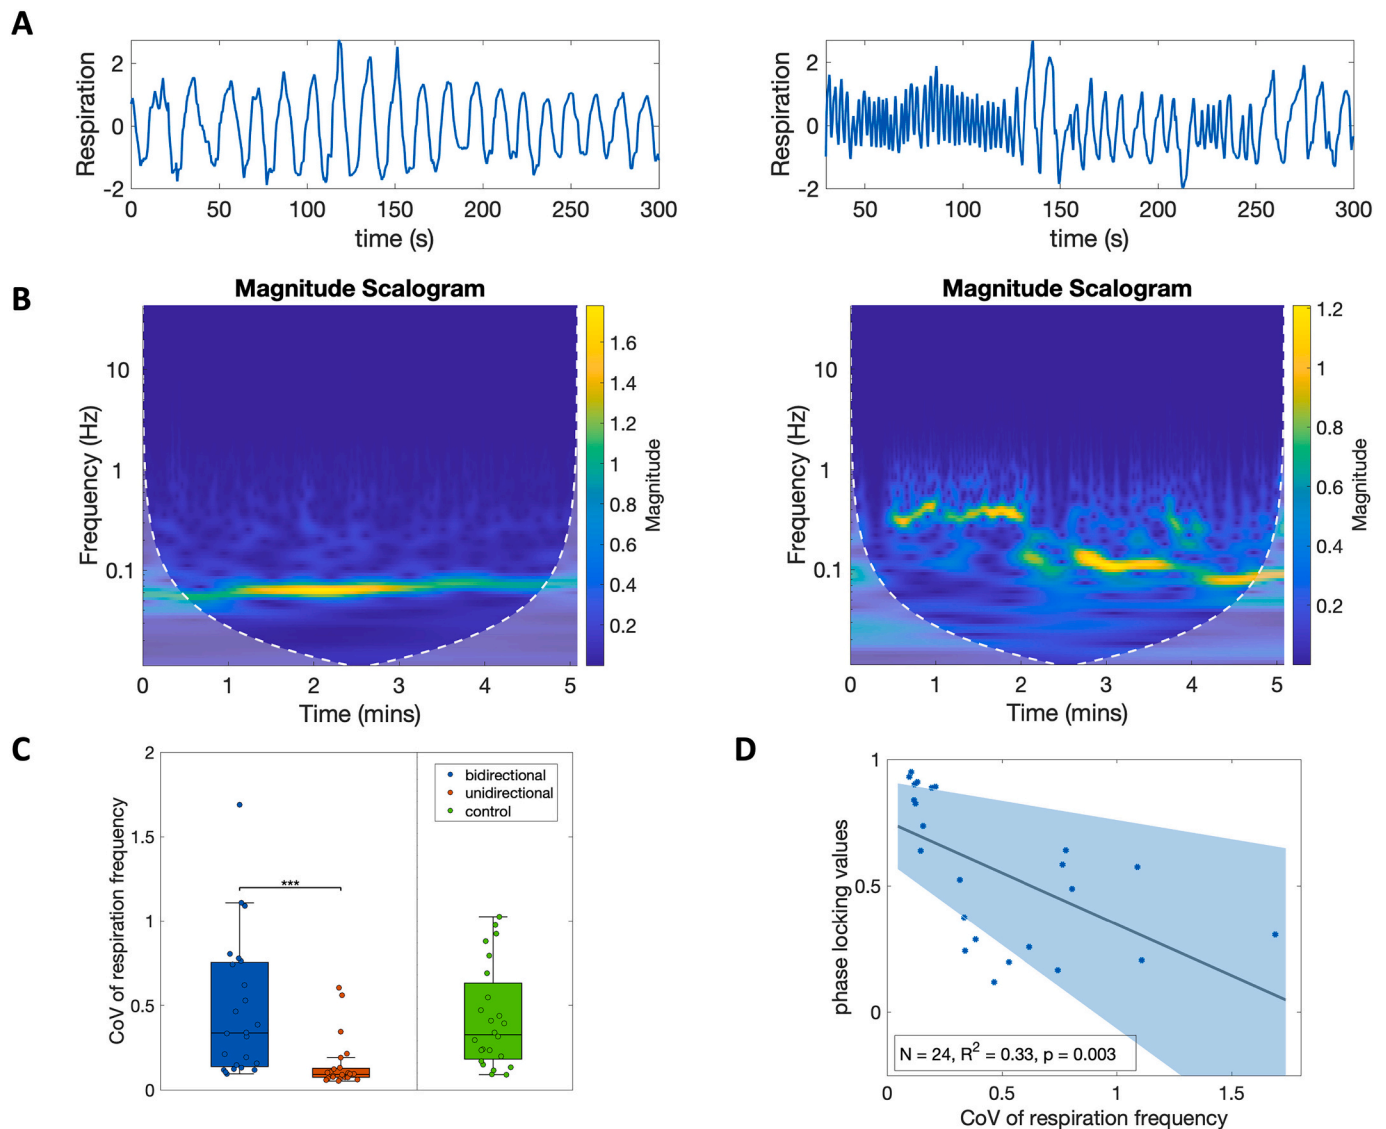 A
Respiration
2
0
-2
0 50 100 150 200 250 300
time (s)
Respiration
2
0
-2
50 100 150 200 250 300
time (s)
B
Magnitude Scalogram
Frequency (Hz)
10
1
0.1
0 1 2 3 4 5
Time (mins)
1.6
1.4
1.2
1
0.8
0.6
0.4
0.2
Magnitude
Magnitude Scalogram
Frequency (Hz)
10
1
0.1
0 1 2 3 4 5
Time (mins)
1.2
1
0.8
0.6
0.4
0.2
Magnitude
C
CoV of respiration frequency
2
1.5
1
0.5
0
***
bidirectional
unidirectional
control
D
phase locking values
1
0.5
0
N = 24, R² = 0.33, p = 0.003
0 0.5 1 1.5
CoV of respiration frequency